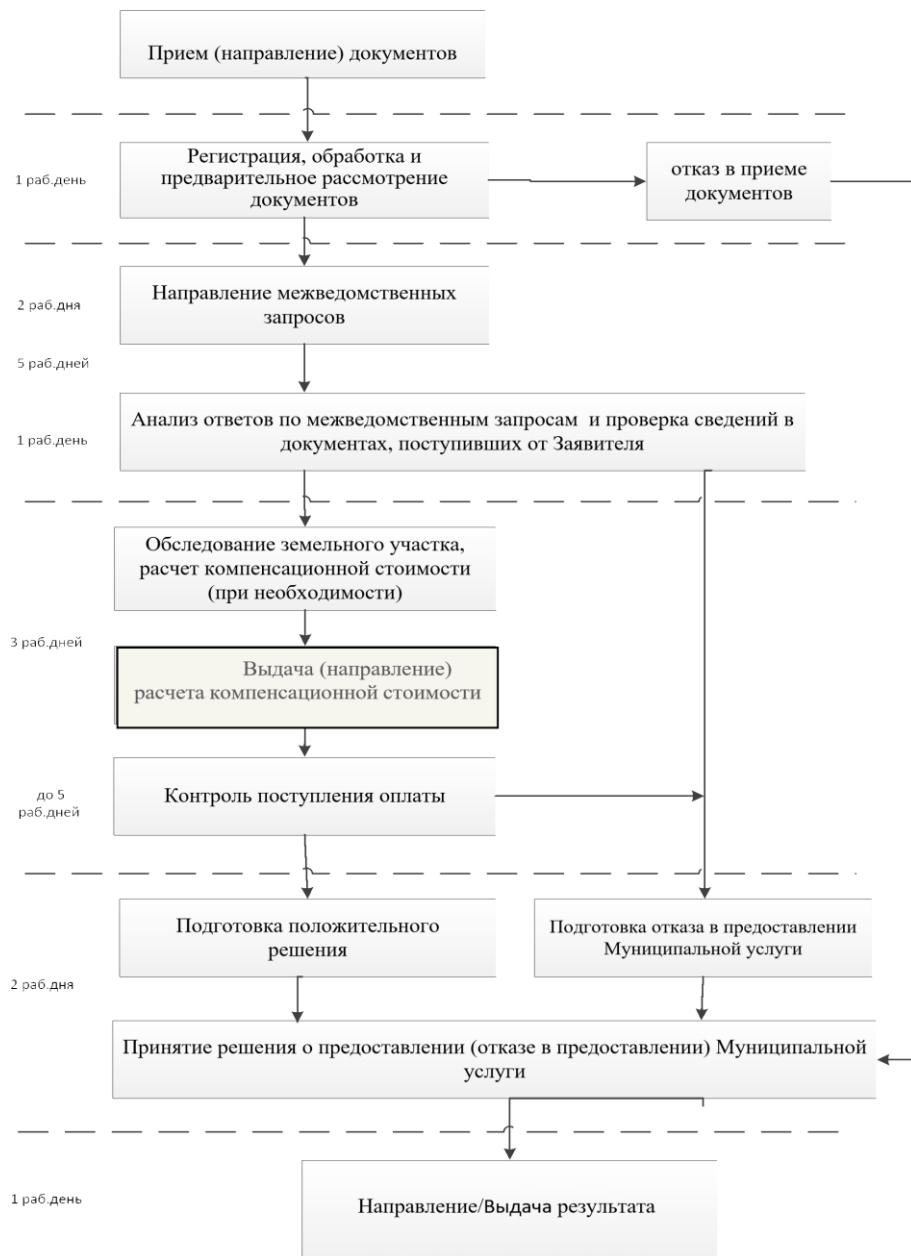 Прием (направление) документов
1 раб.день
Регистрация, обработка и
предварительное рассмотрение
документов
отказ в приеме
документов
2 раб.дня
Направление межведомственных
запросов
5 раб.дней
1 раб.день
Анализ ответов по межведомственным запросам и проверка сведений в
документах, поступивших от Заявителя
Обследование земельного участка,
расчет компенсационной стоимости
(при необходимости)
3 раб.дней
Выдача (направление)
расчета компенсационной стоимости
до 5
раб.дней
Контроль поступления оплаты
Подготовка положительного
решения
Подготовка отказа в предоставлении
Муниципальной услуги
2 раб.дня
Принятие решения о предоставлении (отказе в предоставлении) Муниципальной
услуги
1 раб.день
Направление/Выдача результата